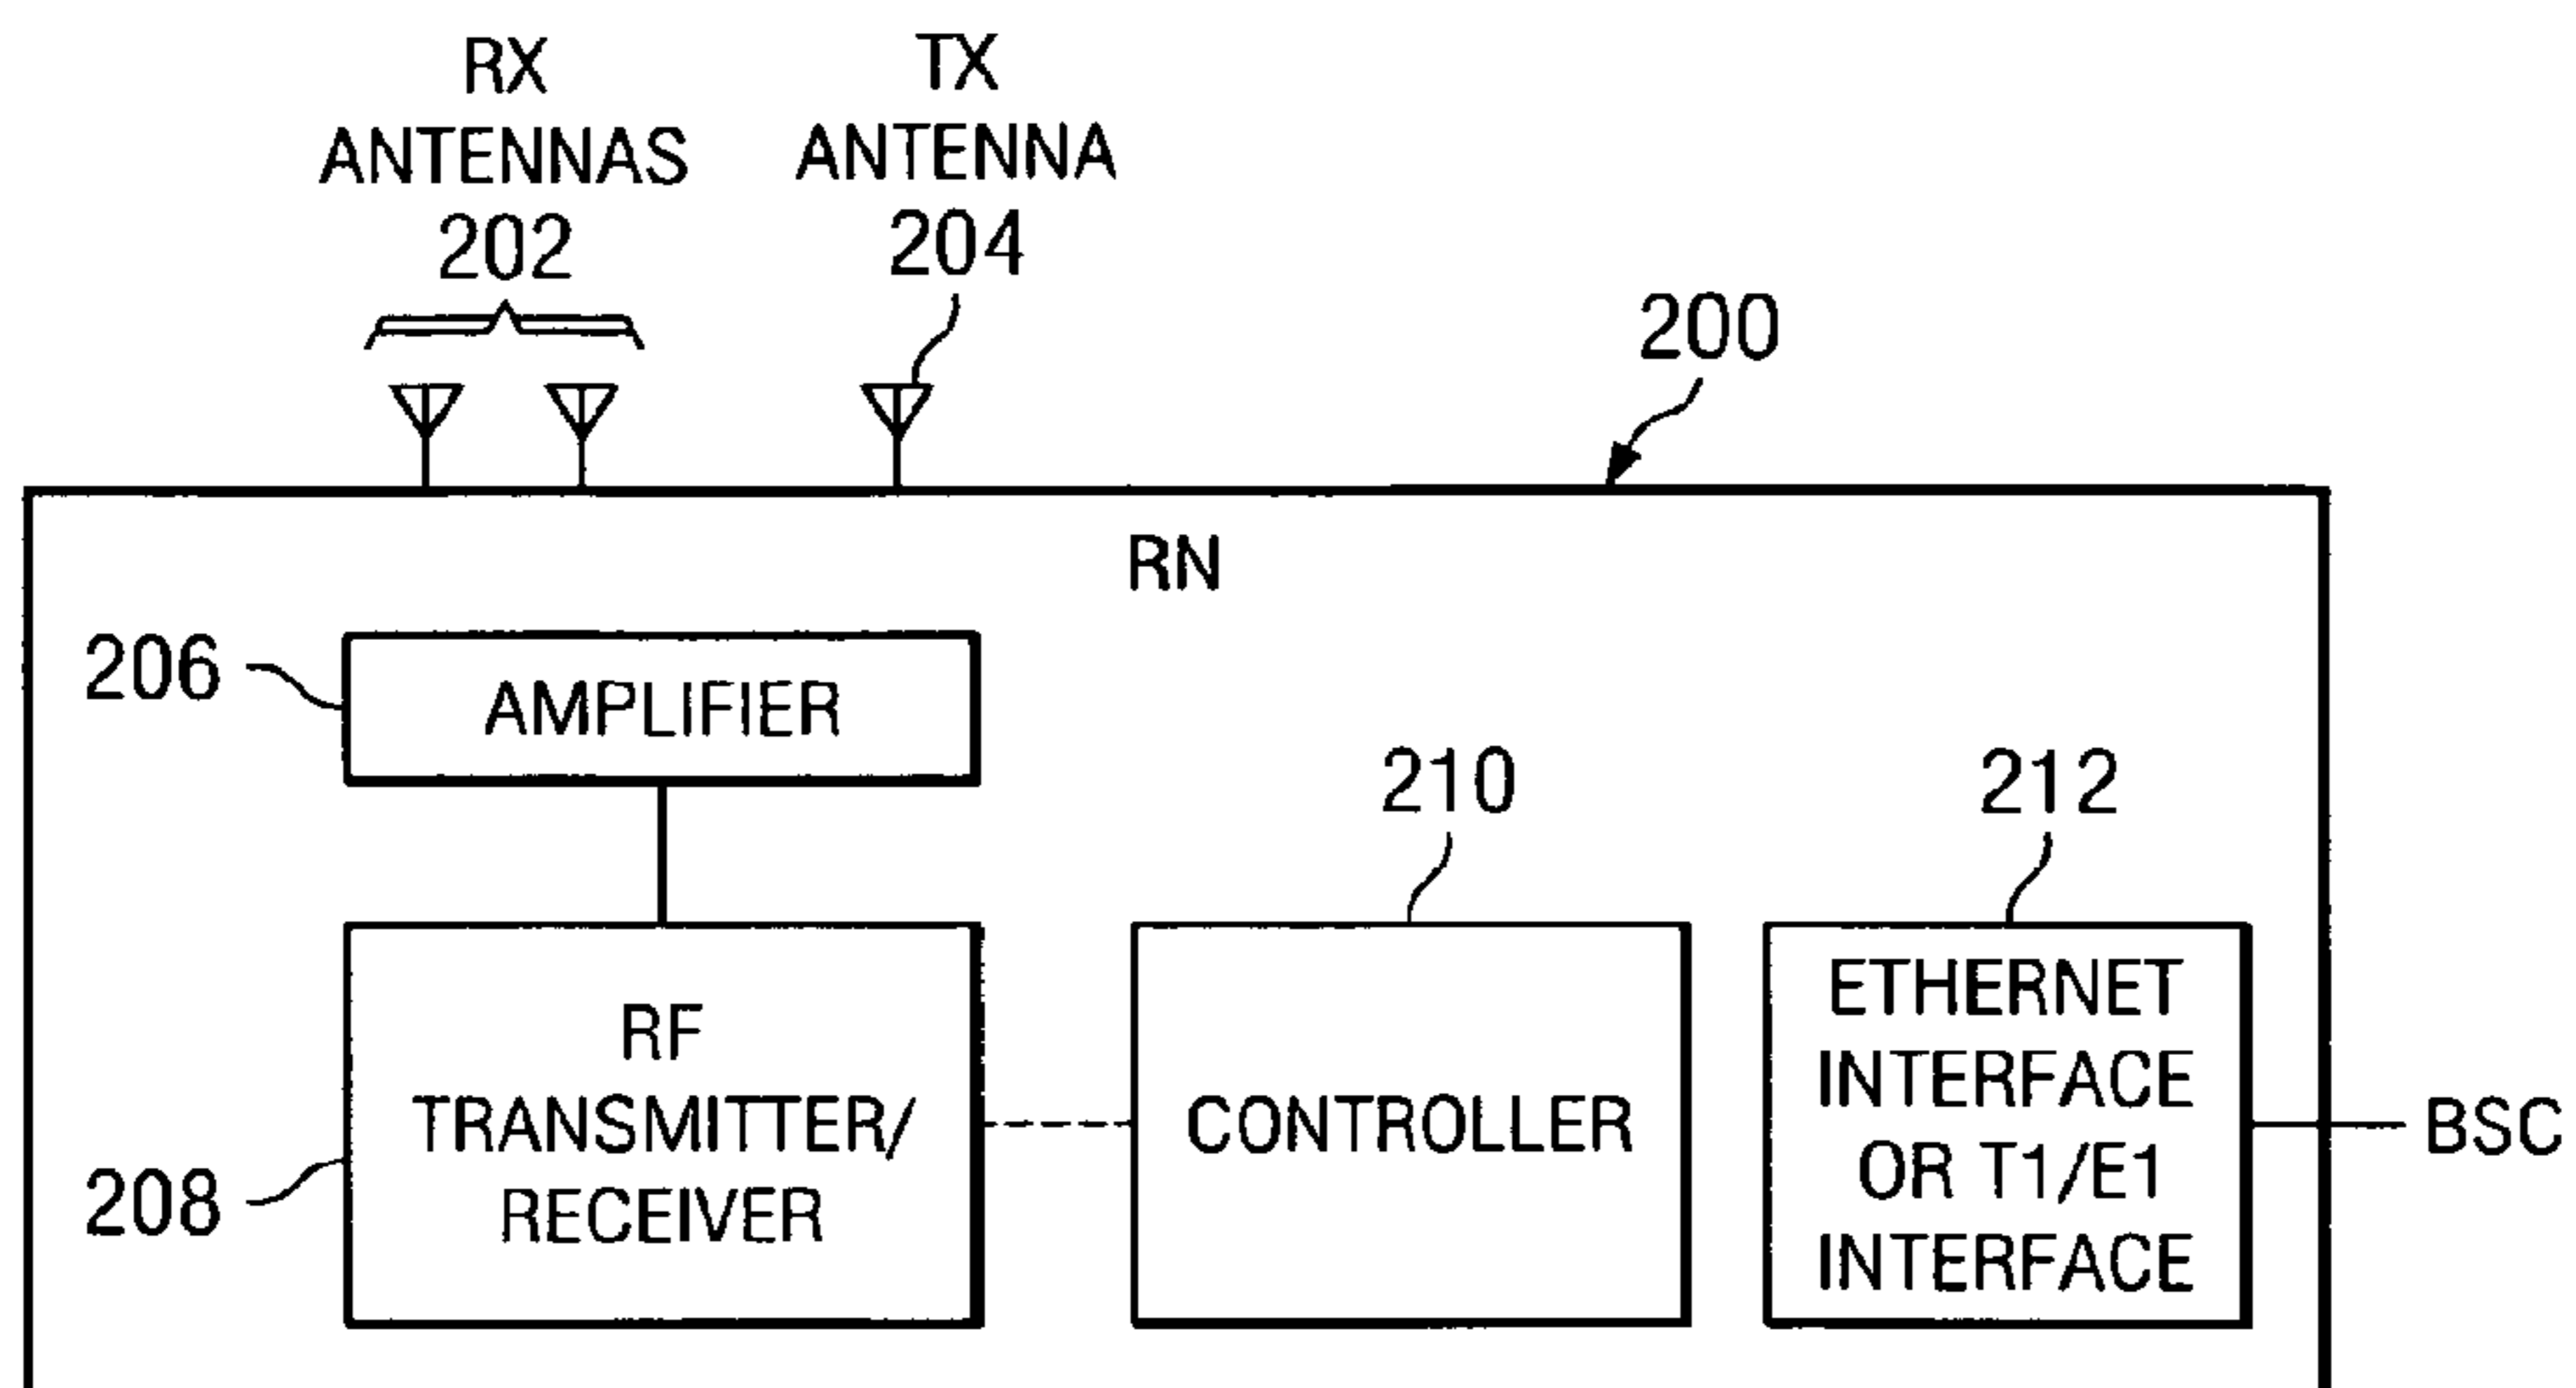 RX
ANTENNAS
202
TX
ANTENNA
204
200
RN
206
AMPLIFIER
210
212
RF
TRANSMITTER/
RECEIVER
208
CONTROLLER
ETHERNET
INTERFACE
OR T1/E1
INTERFACE
BSC